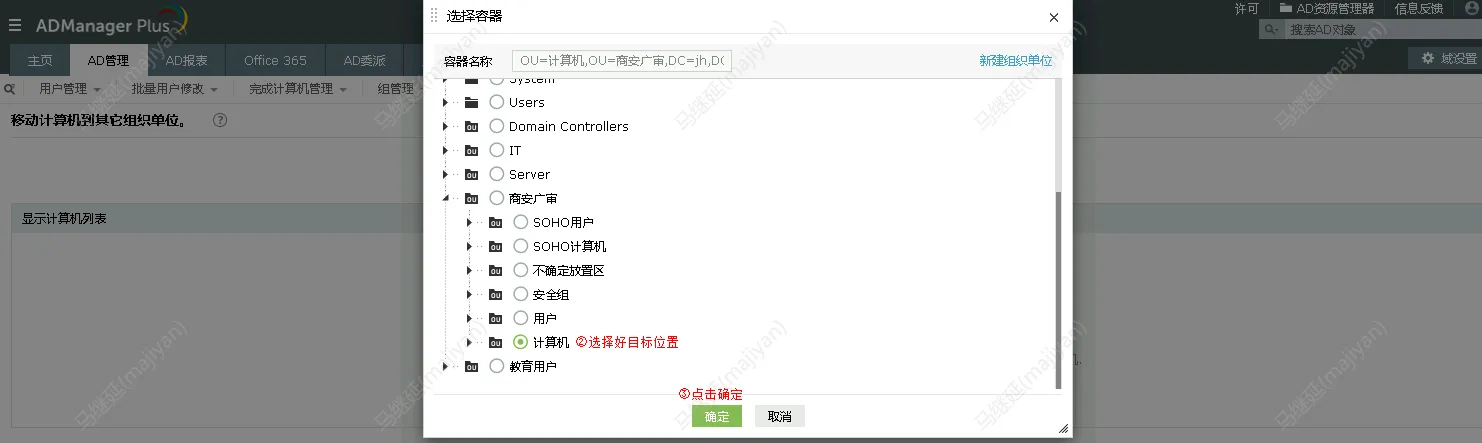 ADManager Plus
许可 AD资源管理器 信息反馈
搜索AD对象
主页 AD管理 AD报表 Office 365 AD委派
域设置
用户管理 批量用户修改 完成计算机管理 组管理
移动计算机到其它组织单位。 ?
显示计算机列表
选择容器
容器名称 OU=计算机,OU=商安广审,DC=jh,DC
新建组织单位
System
Users
Domain Controllers
IT
Server
商安广审
SOHO用户
SOHO计算机
不确定放置区
安全组
用户
计算机 ②选择好目标位置
教育用户
③点击确定
确定 取消
马继延(majiyan)